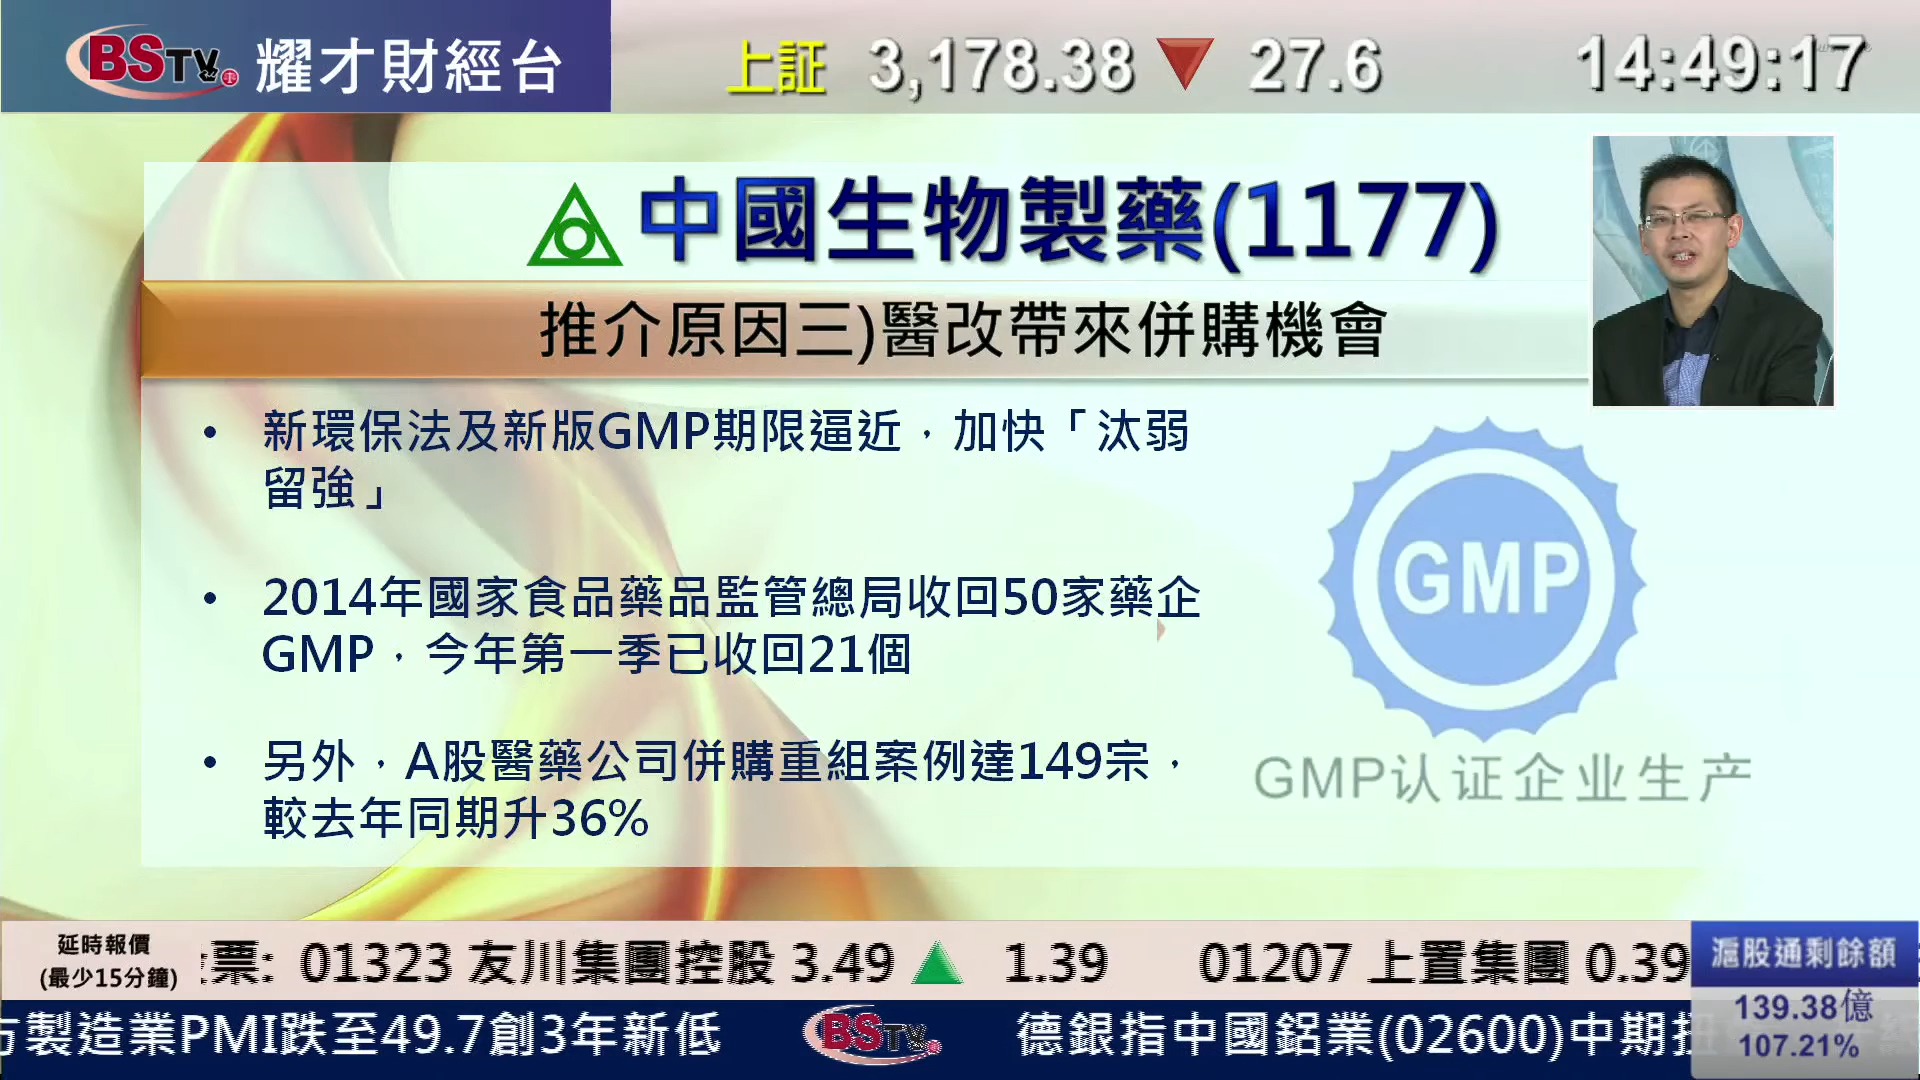 BSTV 耀才財經台
上証 3,178.38 ▼ 27.6 14:49:17
中國生物製藥(1177)
推介原因三)醫改帶來併購機會
• 新環保法及新版GMP期限逼近，加快「汰弱
留強」
• 2014年國家食品藥品監管總局收回50家藥企
GMP，今年第一季已收回21個
• 另外，A股醫藥公司併購重組案例達149宗，
較去年同期升36%
GMP
GMP认证企业生产
延時報價
(最少15分鐘)
票: 01323 友川集團控股 3.49 ▲ 1.39 01207 上置集團 0.39
滬股通剩餘額
139.38億
107.21%
製造業PMI跌至49.7創3年新低 BSTV 德銀指中國鋁業(02600)中期